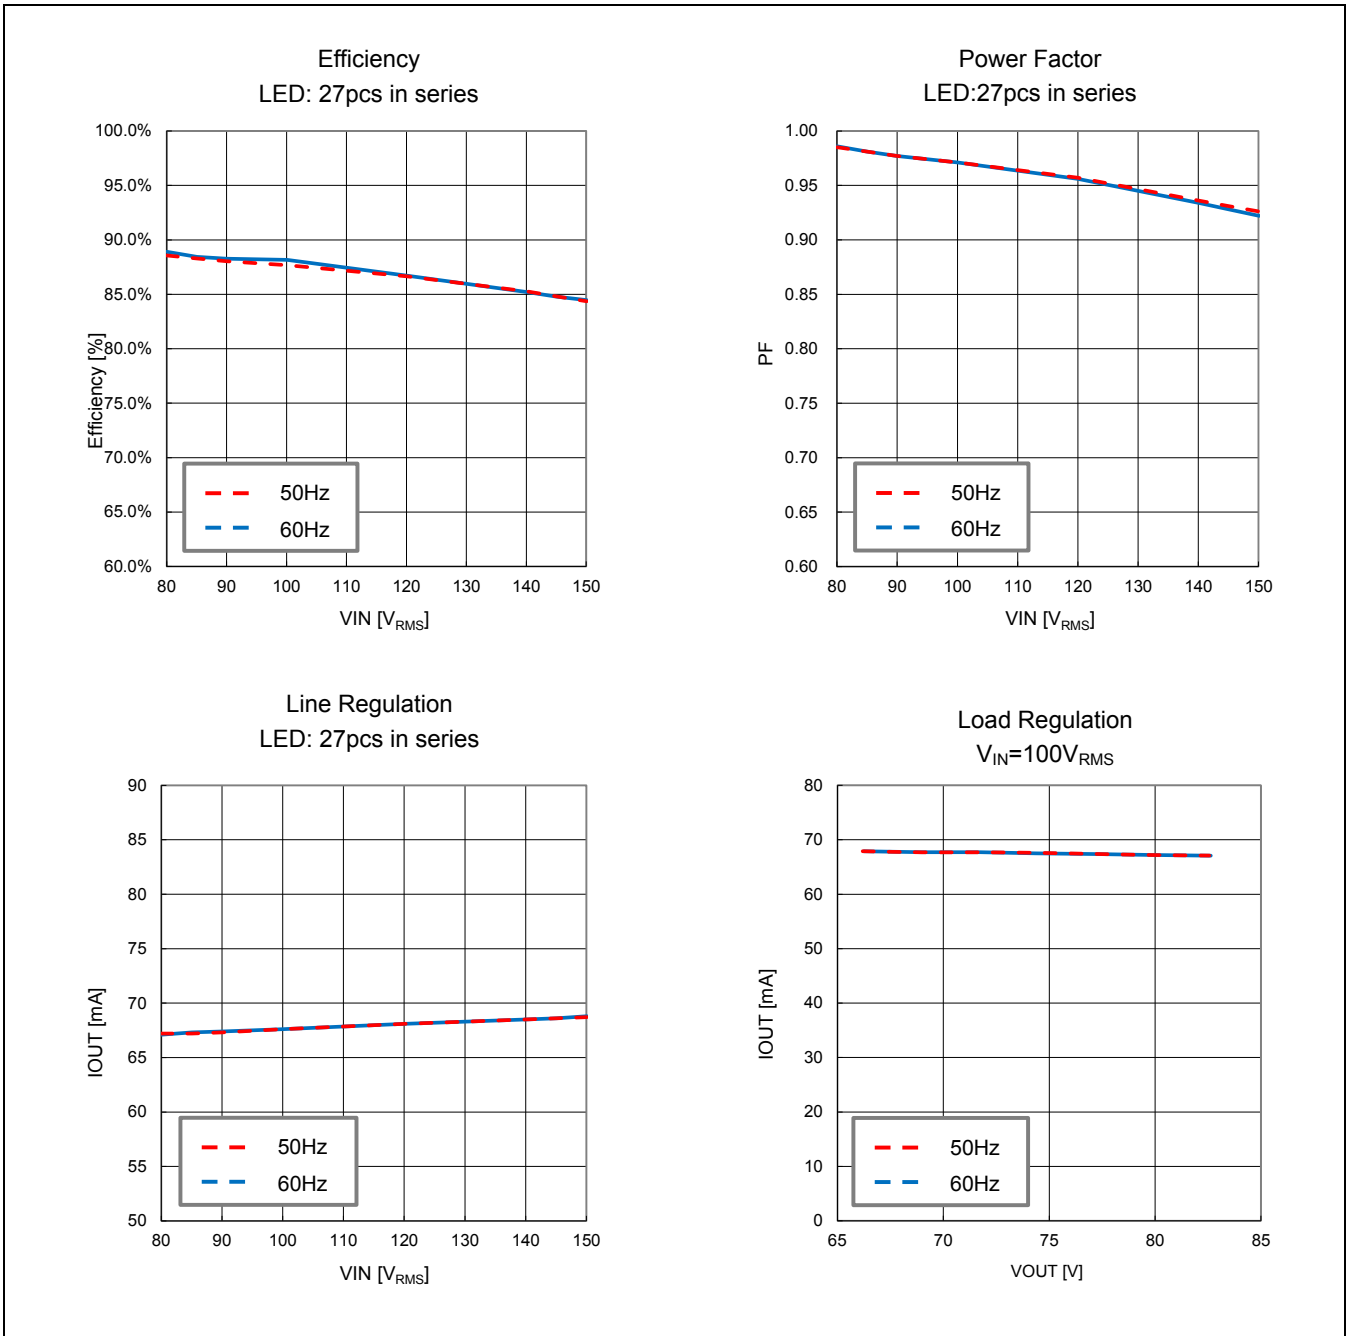 Efficiency
LED: 27pcs in series
100.0%
95.0%
90.0%
85.0%
80.0%
75.0%
70.0%
65.0%
60.0%
Efficiency [%]
50Hz
60Hz
80 90 100 110 120 130 140 150
VIN [VRMS]
Power Factor
LED:27pcs in series
1.00
0.95
0.90
0.85
0.80
0.75
0.70
0.65
0.60
PF
50Hz
60Hz
80 90 100 110 120 130 140 150
VIN [VRMS]
Line Regulation
LED: 27pcs in series
90
85
80
75
70
65
60
55
50
IOUT [mA]
50Hz
60Hz
80 90 100 110 120 130 140 150
VIN [VRMS]
Load Regulation
VIN=100VRMS
80
70
60
50
40
30
20
10
0
IOUT [mA]
50Hz
60Hz
65 70 75 80 85
VOUT [V]